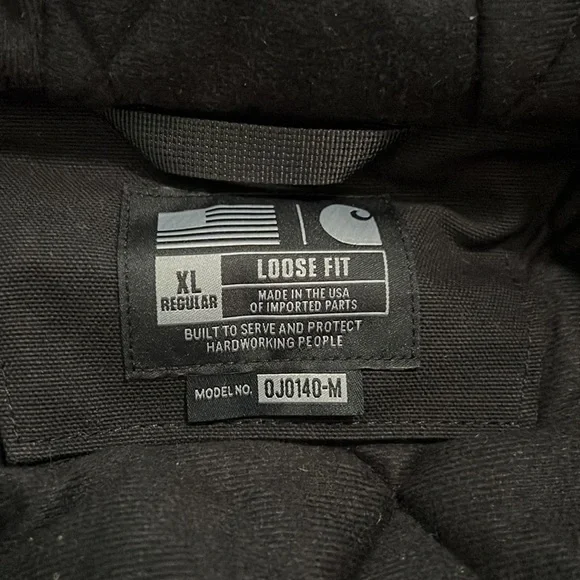 XL
REGULAR
LOOSE FIT
MADE IN THE USA
OF IMPORTED PARTS
BUILT TO SERVE AND PROTECT
HARDWORKING PEOPLE
MODEL NO. 0J0140-M